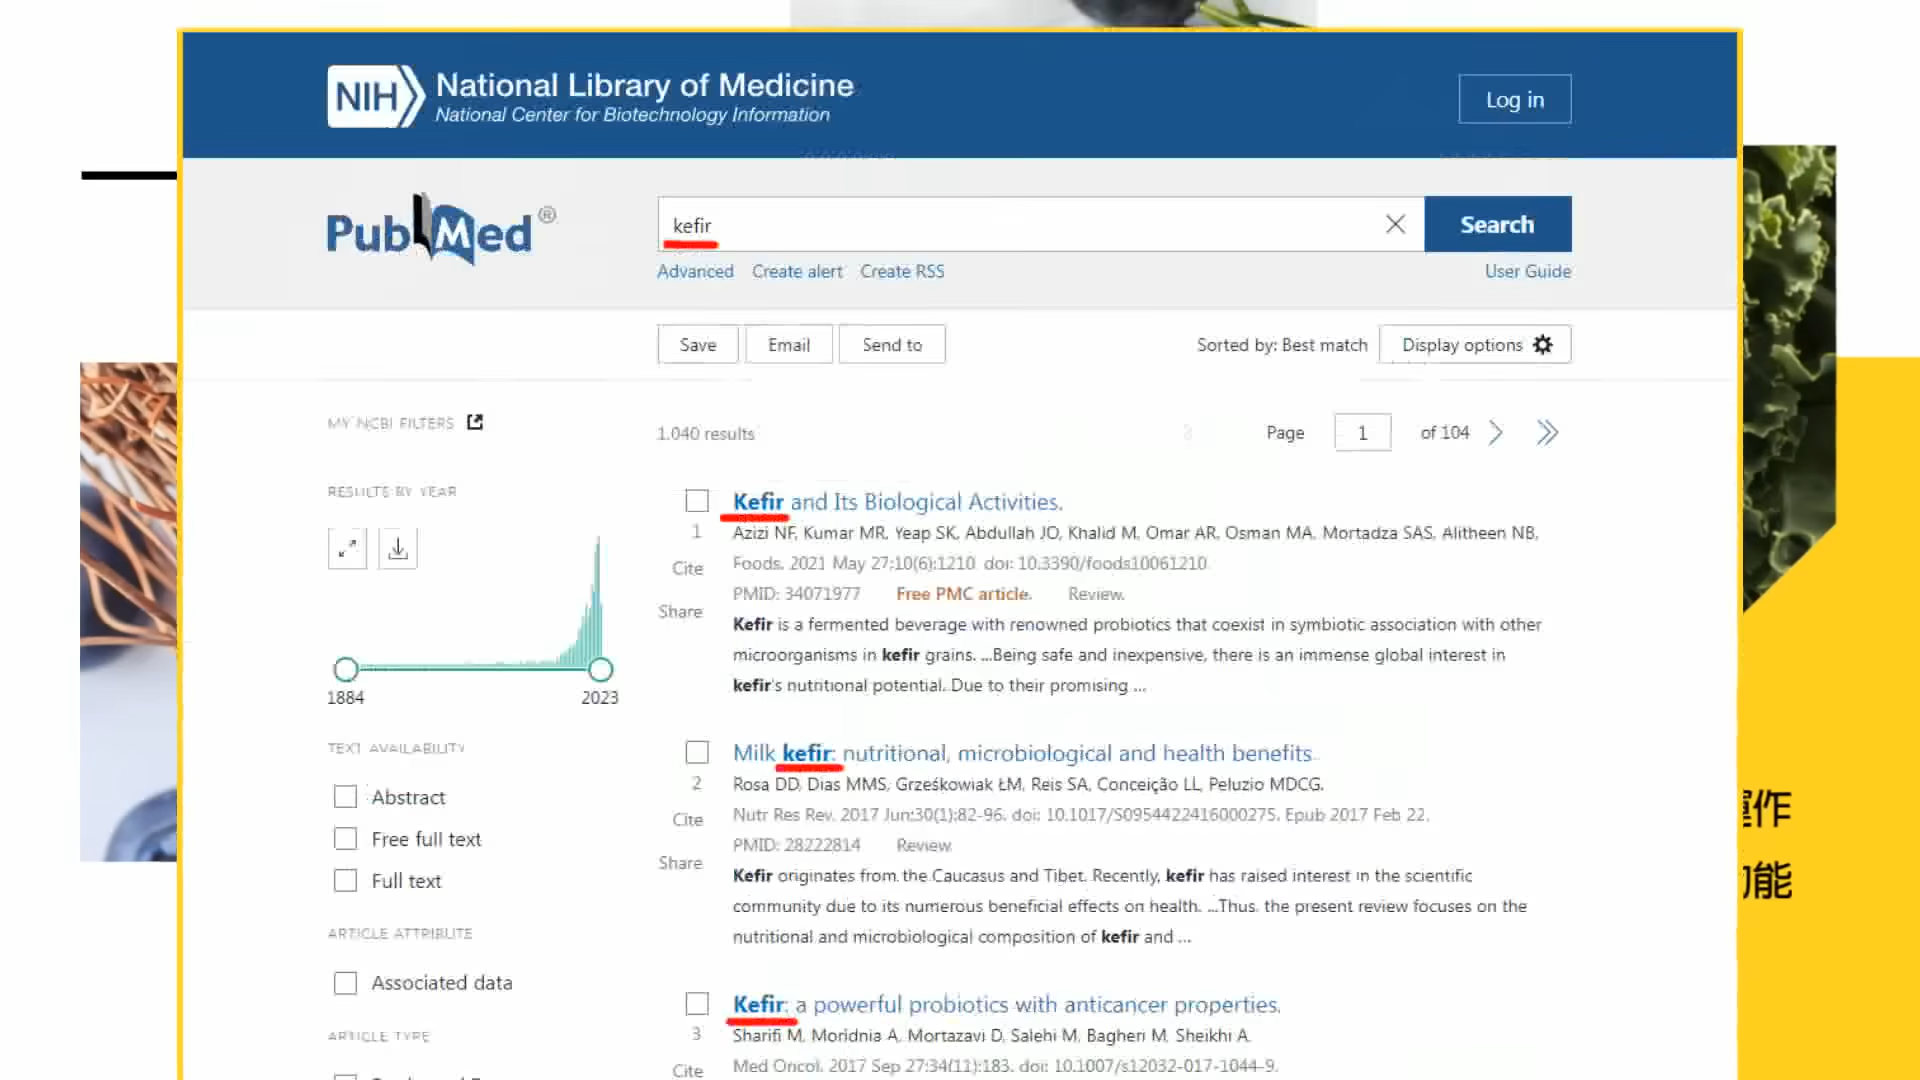 NIH National Library of Medicine
National Center for Biotechnology Information
Log in
PubMed®
kefir
Search
Advanced Create alert Create RSS
User Guide
Save Email Send to
Sorted by: Best match Display options
MY NCBI FILTERS
1,040 results
Page 1 of 104
RESULTS BY YEAR
1884 2023
Kefir and Its Biological Activities.
1
Azizi NF, Kumar MR, Yeap SK, Abdullah JO, Khalid M, Omar AR, Osman MA, Mortadza SAS, Alitheen NB.
Cite
Foods. 2021 May 27;10(6):1210. doi: 10.3390/foods10061210.
PMID: 34071977 Free PMC article. Review.
Share
Kefir is a fermented beverage with renowned probiotics that coexist in symbiotic association with other
microorganisms in kefir grains. ...Being safe and inexpensive, there is an immense global interest in
kefir's nutritional potential. Due to their promising ...
TEXT AVAILABILITY
Abstract
Free full text
Full text
Milk kefir: nutritional, microbiological and health benefits.
2
Rosa DD, Dias MMS, Grześkowiak ŁM, Reis SA, Conceição LL, Peluzio MDCG.
Cite
Nutr Res Rev. 2017 Jun;30(1):82-96. doi: 10.1017/S0954422416000275. Epub 2017 Feb 22.
PMID: 28222814 Review.
Share
Kefir originates from the Caucasus and Tibet. Recently, kefir has raised interest in the scientific
community due to its numerous beneficial effects on health. ...Thus, the present review focuses on the
nutritional and microbiological composition of kefir and ...
ARTICLE ATTRIBUTE
Associated data
ARTICLE TYPE
Kefir: a powerful probiotics with anticancer properties.
3
Sharifi M, Moridnia A, Mortazavi D, Salehi M, Bagheri M, Sheikhi A.
Cite
Med Oncol. 2017 Sep 27;34(11):183. doi: 10.1007/s12032-017-1044-9.
作
能